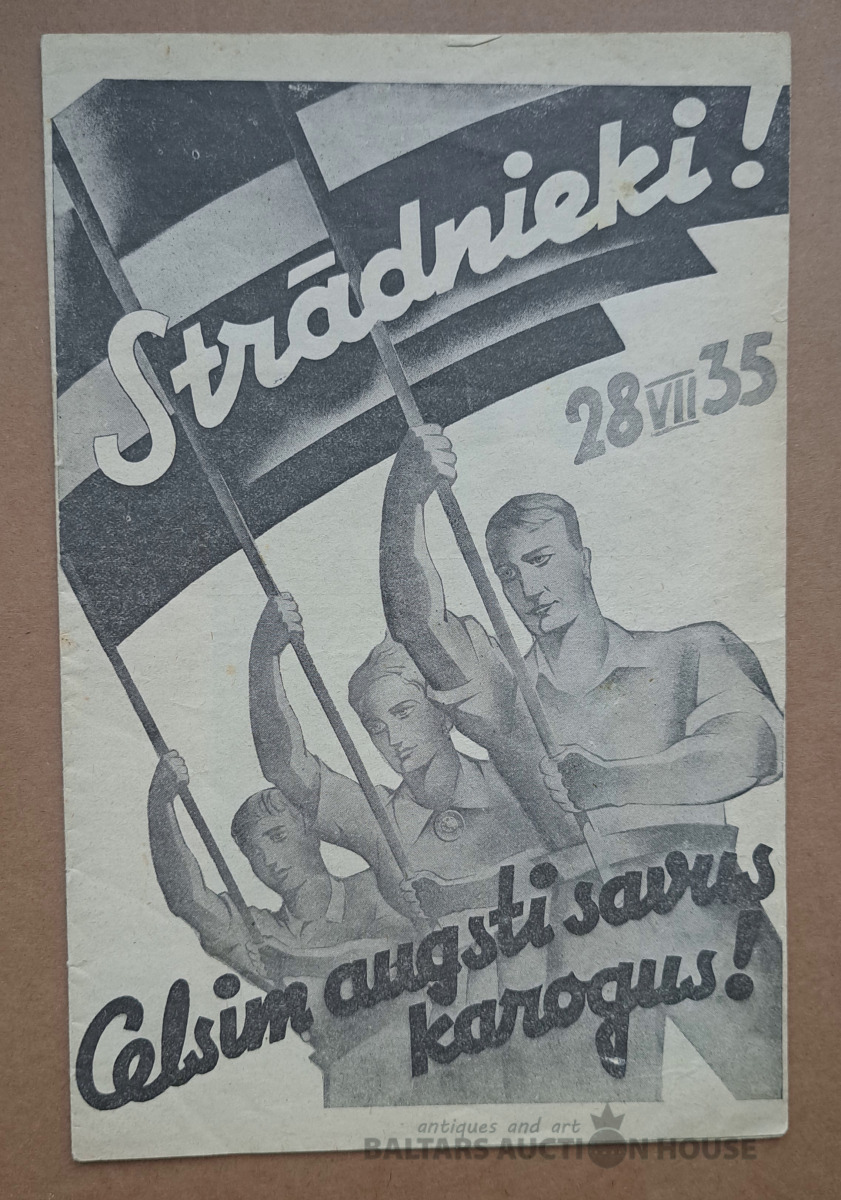 Strādnieki!
28 VII 35
Celsim augsti savus
karogus!
antiques and art
BALTARS AUCTION HOUSE